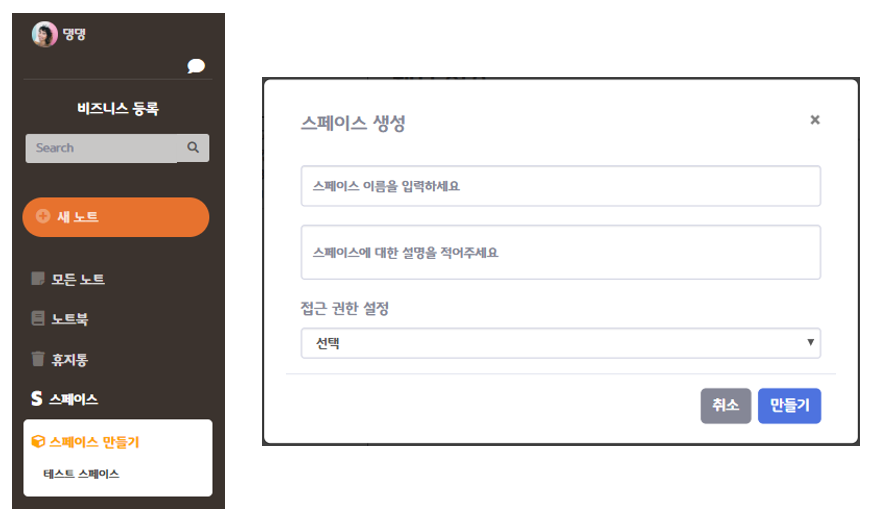 댕댕
비즈니스 등록
Search
새 노트
모든 노트
노트북
휴지통
S 스페이스
스페이스 만들기
테스트 스페이스
스페이스 생성
×
스페이스 이름을 입력하세요
스페이스에 대한 설명을 적어주세요
접근 권한 설정
선택
취소 만들기